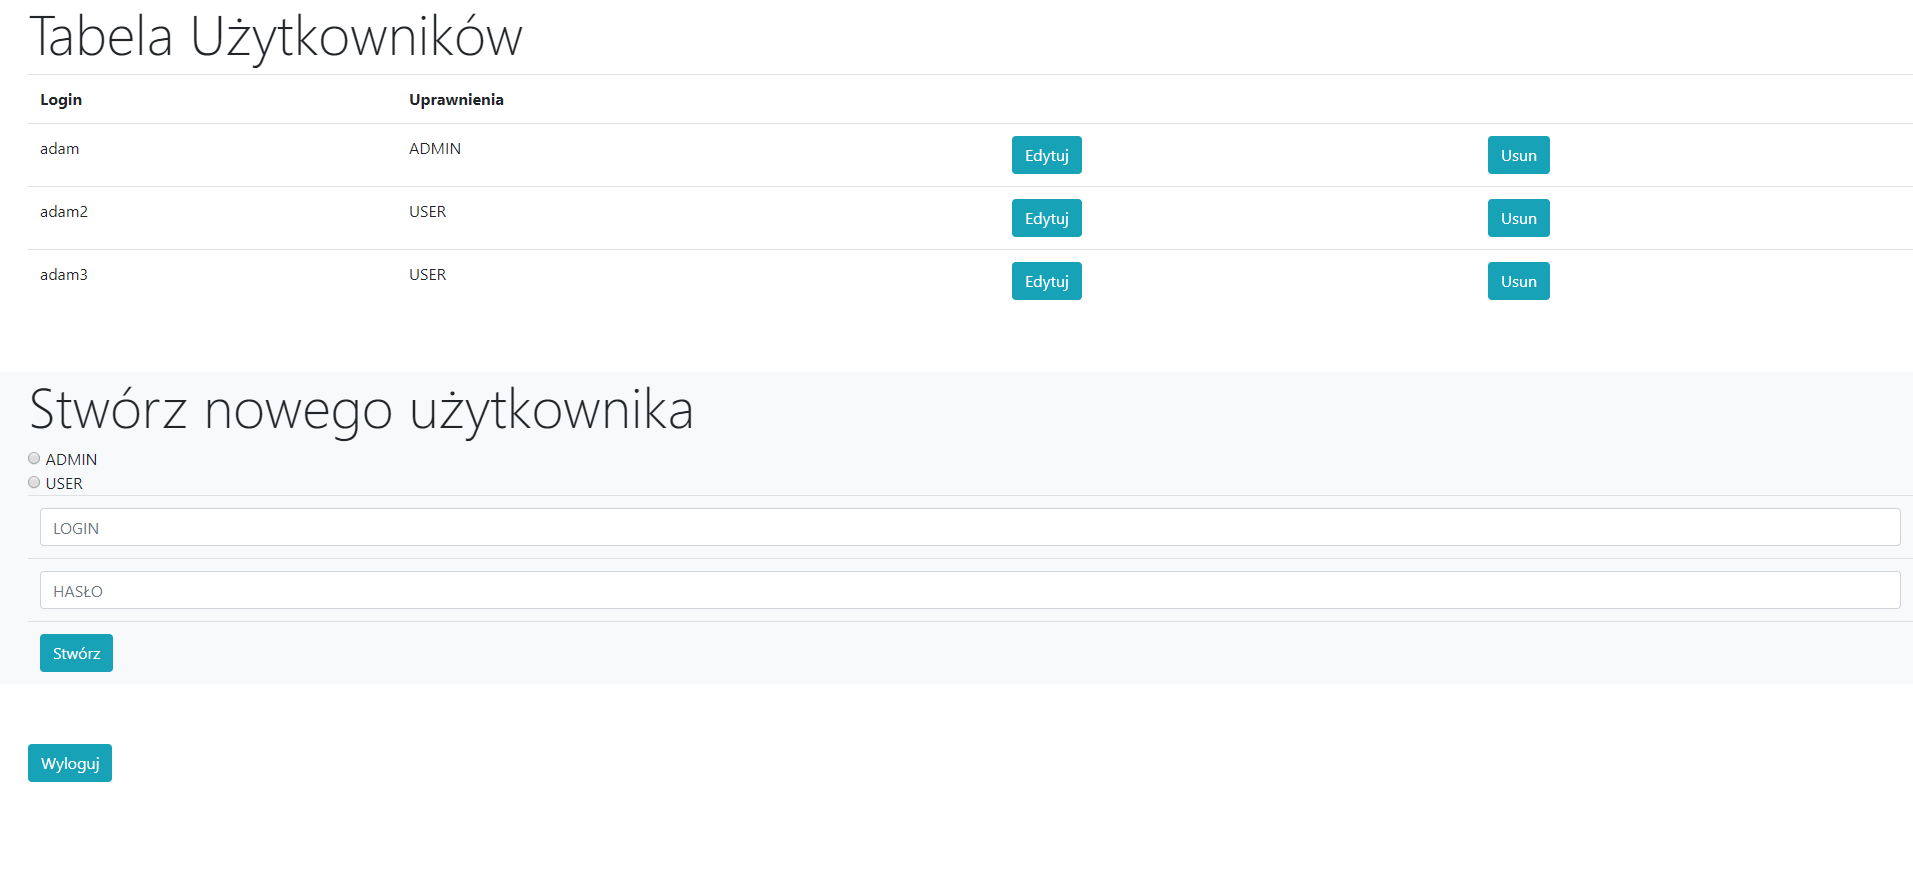 Tabela Użytkowników
Login Uprawnienia
adam ADMIN Edytuj Usun
adam2 USER Edytuj Usun
adam3 USER Edytuj Usun
Stwórz nowego użytkownika
ADMIN
USER
LOGIN
HASŁO
Stwórz
Wyloguj